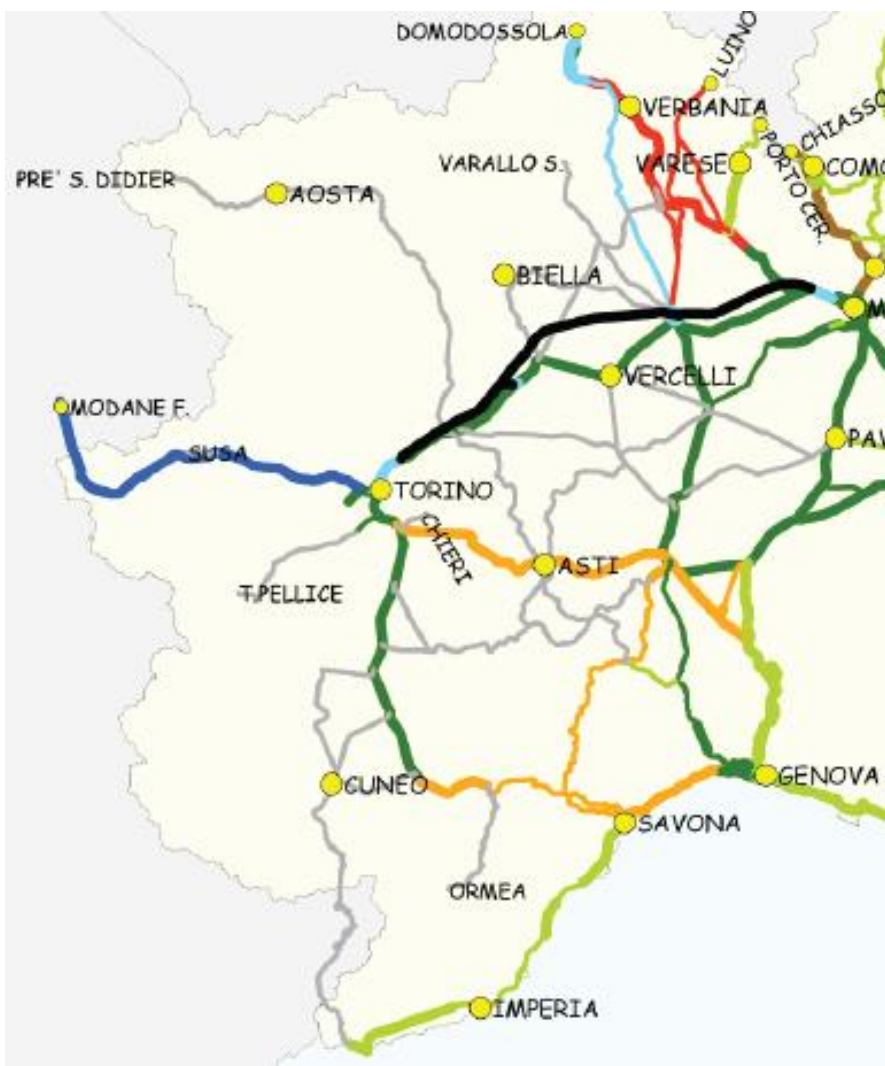 DOMODOSSOLA
LUINO
VERBANIA
CHIASSO
VARALLO S.
VARESE
PORTO CER.
COMO
PRE' S. DIDIER
AOSTA
BIELLA
M
VERCELLI
MODANE F.
SUSA
PAV
TORINO
CHIERI
ASTI
T.PELLICE
CUNEO
GENOVA
SAVONA
ORMEA
IMPERIA